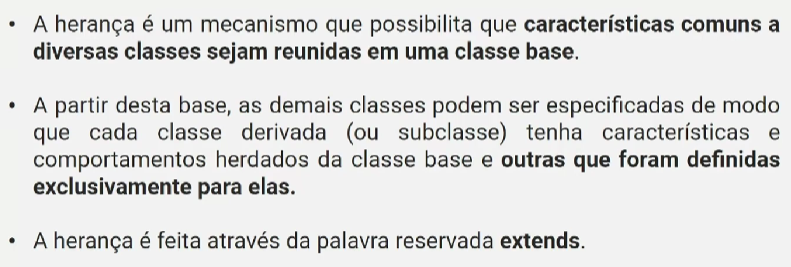 • A herança é um mecanismo que possibilita que características comuns a
diversas classes sejam reunidas em uma classe base.
• A partir desta base, as demais classes podem ser especificadas de modo
que cada classe derivada (ou subclasse) tenha características e
comportamentos herdados da classe base e outras que foram definidas
exclusivamente para elas.
• A herança é feita através da palavra reservada extends.